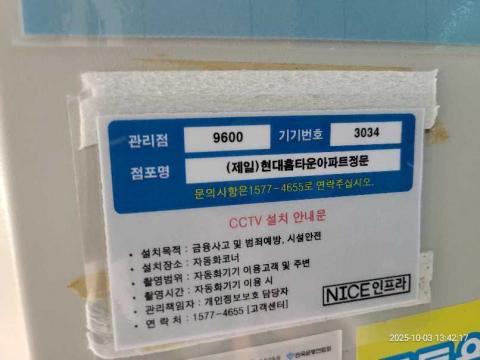 관리점 9600 기기번호 3034
점포명 (제일)현대홈타운아파트정문
문의사항은1577-4655로 연락주십시오.
CCTV 설치 안내문
• 설치목적 : 금융사고 및 범죄예방, 시설안전
• 설치장소 : 자동화코너
• 촬영범위 : 자동화기기 이용고객 및 주변
• 촬영시간 : 자동화기기 이용 시
• 관리책임자 : 개인정보보호 담당자
• 연 락 처 : 1577-4655 [고객센터]
NICE인프라
2025-10-03 13:42:17